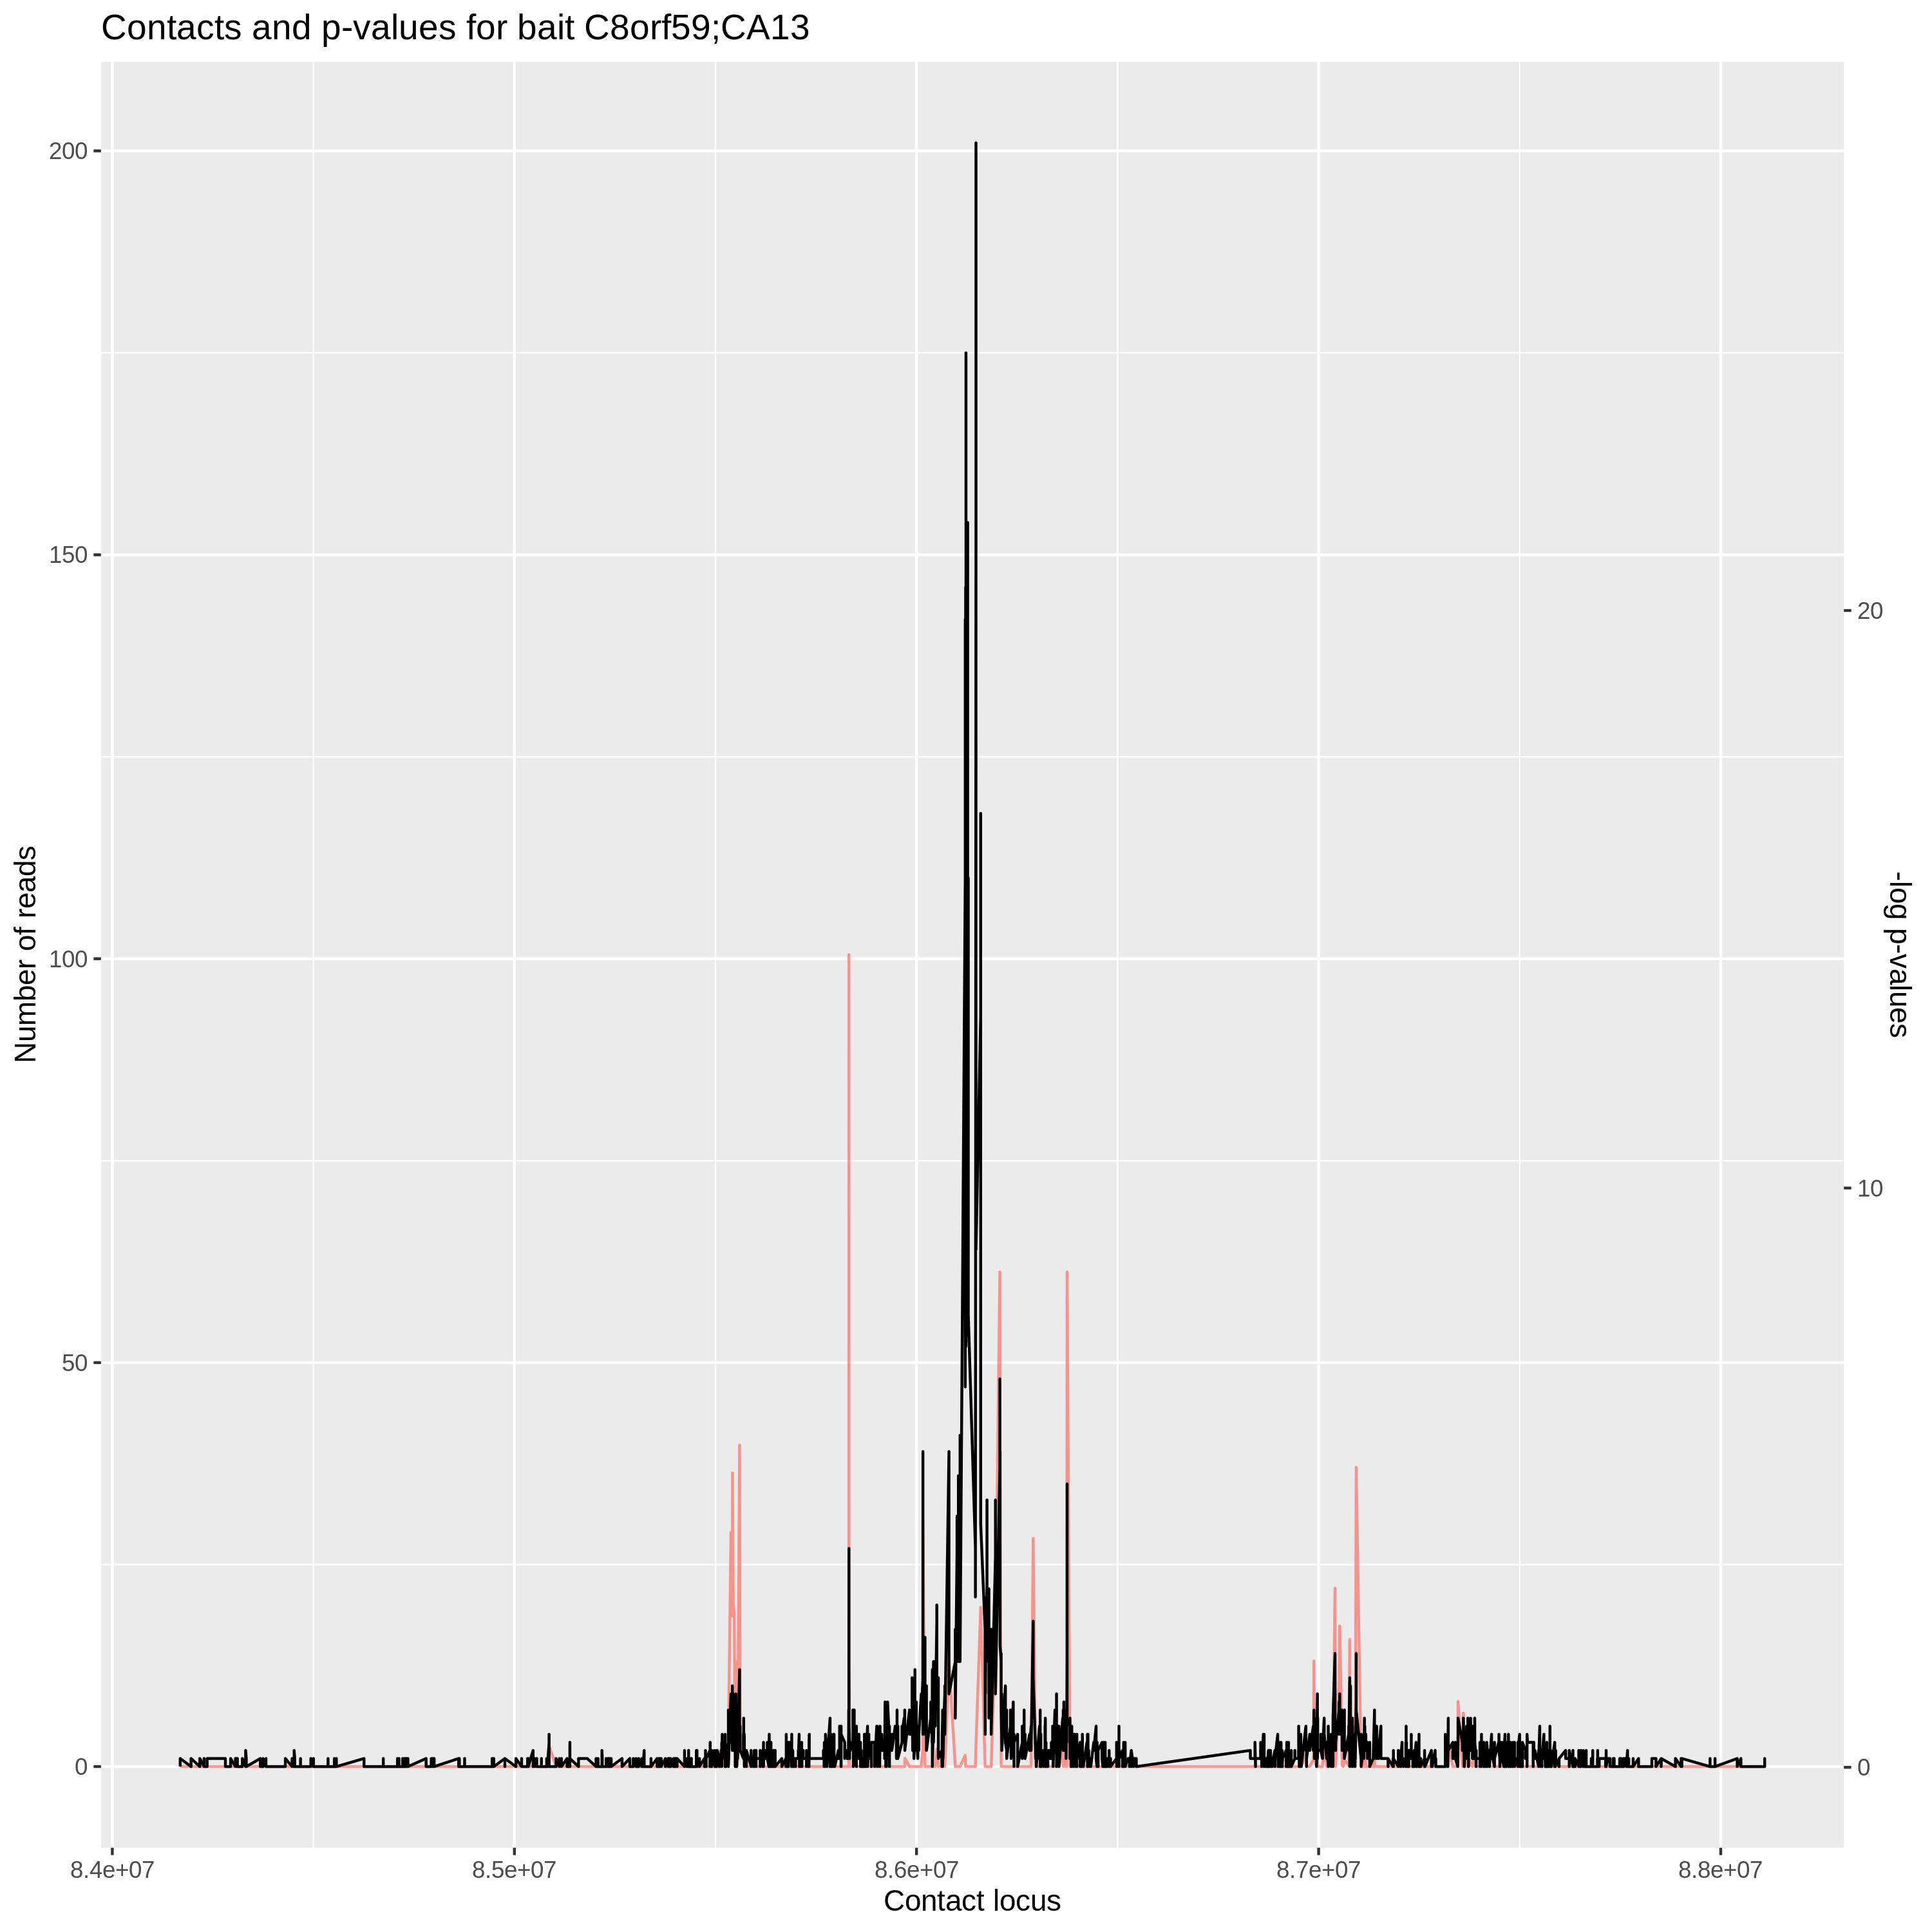 Contacts and p-values for bait C8orf59;CA13
200
150
100
50
0
Number of reads
20
10
0
-log p-values
8.4e+07
8.5e+07
8.6e+07
8.7e+07
8.8e+07
Contact locus